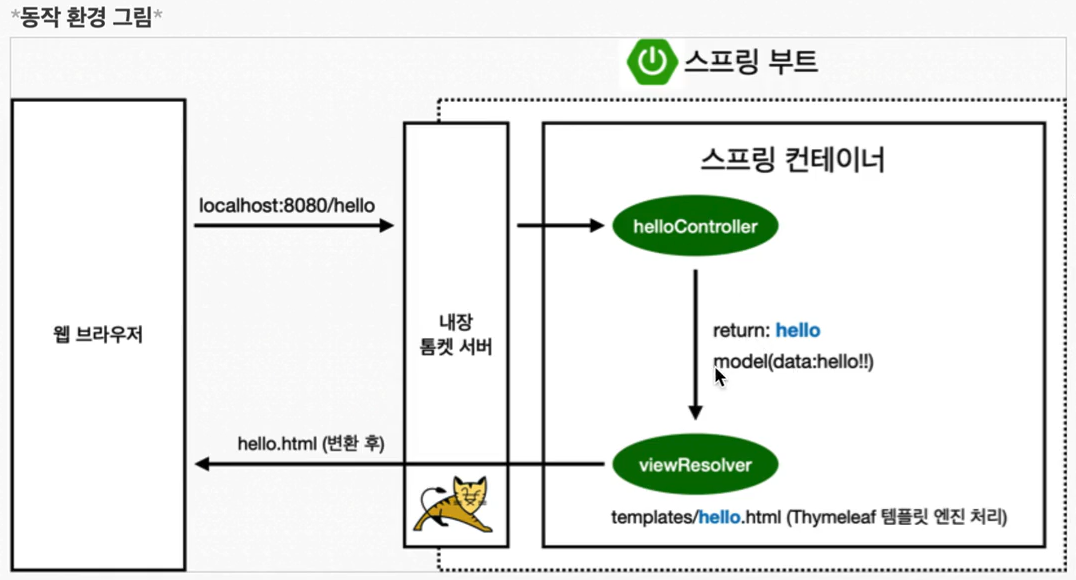 *동작 환경 그림*
스프링 부트
스프링 컨테이너
localhost:8080/hello
helloController
웹 브라우저
내장
톰켓 서버
return: hello
model(data:hello!!)
hello.html (변환 후)
viewResolver
templates/hello.html (Thymeleaf 템플릿 엔진 처리)